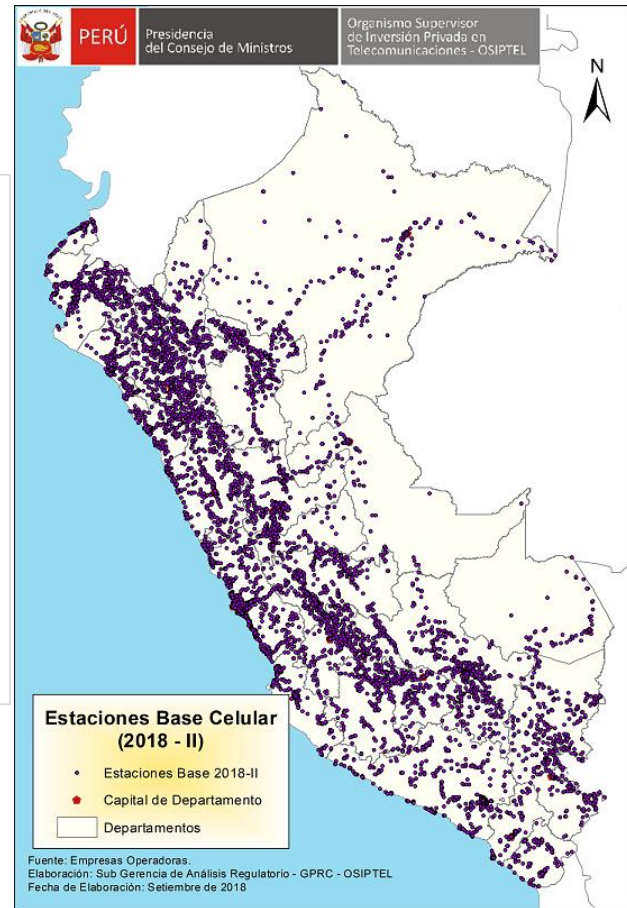 PERÚ
Presidencia
del Consejo de Ministros
Organismo Supervisor
de Inversión Privada en
Telecomunicaciones - OSIPTEL
N
Estaciones Base Celular
(2018 - II)
Estaciones Base 2018-II
Capital de Departamento
Departamentos
Fuente: Empresas Operadoras.
Elaboración: Sub Gerencia de Análisis Regulatorio - GPRC - OSIPTEL
Fecha de Elaboración: Setiembre de 2018